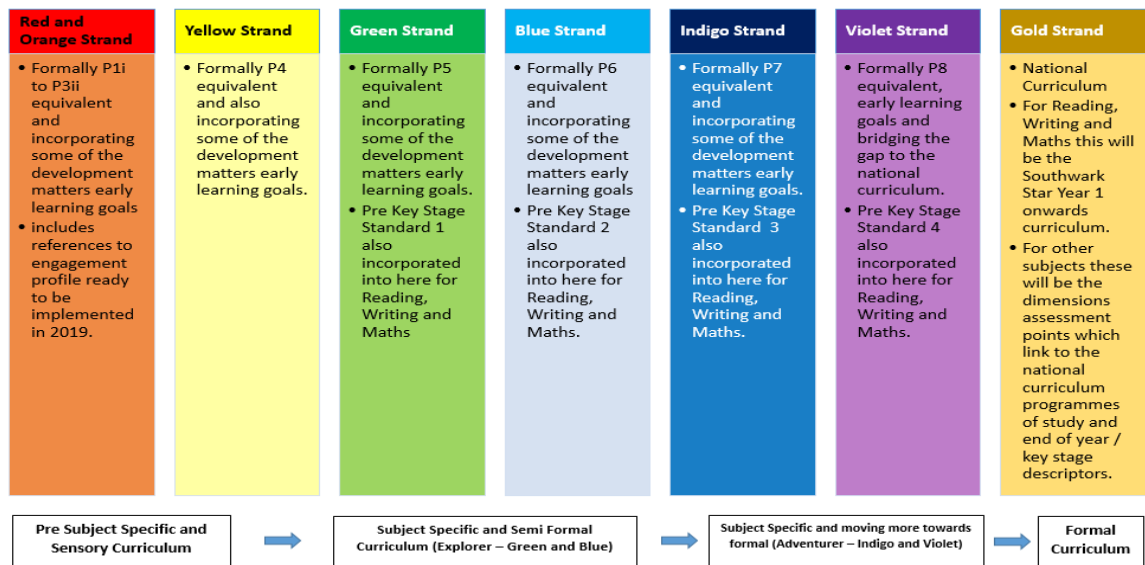 Red and
Orange Strand
• Formally P1i
to P3ii
equivalent
and
incorporating
some of the
development
matters early
learning goals
• includes
references to
engagement
profile ready
to be
implemented
in 2019.
Yellow Strand
• Formally P4
equivalent
and also
incorporating
some of the
development
matters early
learning goals.
Green Strand
• Formally P5
equivalent
and
incorporating
some of the
development
matters early
learning goals.
• Pre Key Stage
Standard 1
also
incorporated
into here for
Reading,
Writing and
Maths
Blue Strand
• Formally P6
equivalent
and
incorporating
some of the
development
matters early
learning goals
• Pre Key Stage
Standard 2 also
incorporated
into here for
Reading,
Writing and
Maths.
Indigo Strand
• Formally P7
equivalent
and
incorporating
some of the
development
matters early
learning goals.
• Pre Key Stage
Standard 3
also
incorporated
into here for
Reading,
Writing and
Maths.
Violet Strand
• Formally P8
equivalent,
early learning
goals and
bridging the
gap to the
national
curriculum.
• Pre Key Stage
Standard 4
also
incorporated
into here for
Reading,
Writing and
Maths.
Gold Strand
• National
Curriculum
• For Reading,
Writing and
Maths this will
be the
Southwark
Star Year 1
onwards
curriculum.
• For other
subjects these
will be the
dimensions
assessment
points which
link to the
national
curriculum
programmes
of study and
end of year /
key stage
descriptors.
Pre Subject Specific and
Sensory Curriculum
Subject Specific and Semi Formal
Curriculum (Explorer – Green and Blue)
Subject Specific and moving more towards
formal (Adventurer – Indigo and Violet)
Formal
Curriculum